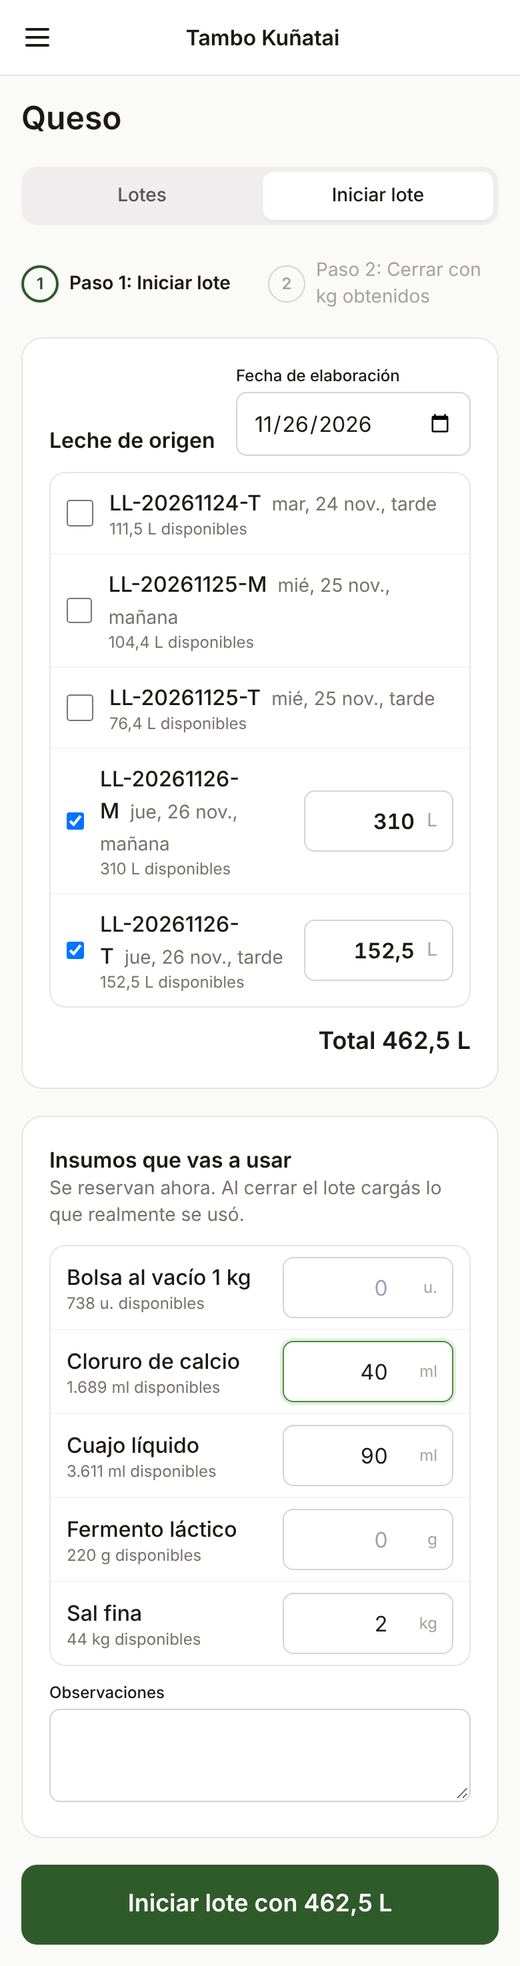 Tambo Kuñatai
Queso
Lotes
Iniciar lote
1
Paso 1: Iniciar lote
2
Paso 2: Cerrar con
kg obtenidos
Leche de origen
Fecha de elaboración
11/26/2026
LL-20261124-T mar, 24 nov., tarde
111,5 L disponibles
LL-20261125-M mié, 25 nov.,
mañana
104,4 L disponibles
LL-20261125-T mié, 25 nov., tarde
76,4 L disponibles
LL-20261126-
M jue, 26 nov.,
mañana
310 L disponibles
310 L
LL-20261126-
T jue, 26 nov., tarde
152,5 L disponibles
152,5 L
Total 462,5 L
Insumos que vas a usar
Se reservan ahora. Al cerrar el lote cargás lo
que realmente se usó.
Bolsa al vacío 1 kg
738 u. disponibles
0 u.
Cloruro de calcio
1.689 ml disponibles
40 ml
Cuajo líquido
3.611 ml disponibles
90 ml
Fermento láctico
220 g disponibles
0 g
Sal fina
44 kg disponibles
2 kg
Observaciones
Iniciar lote con 462,5 L